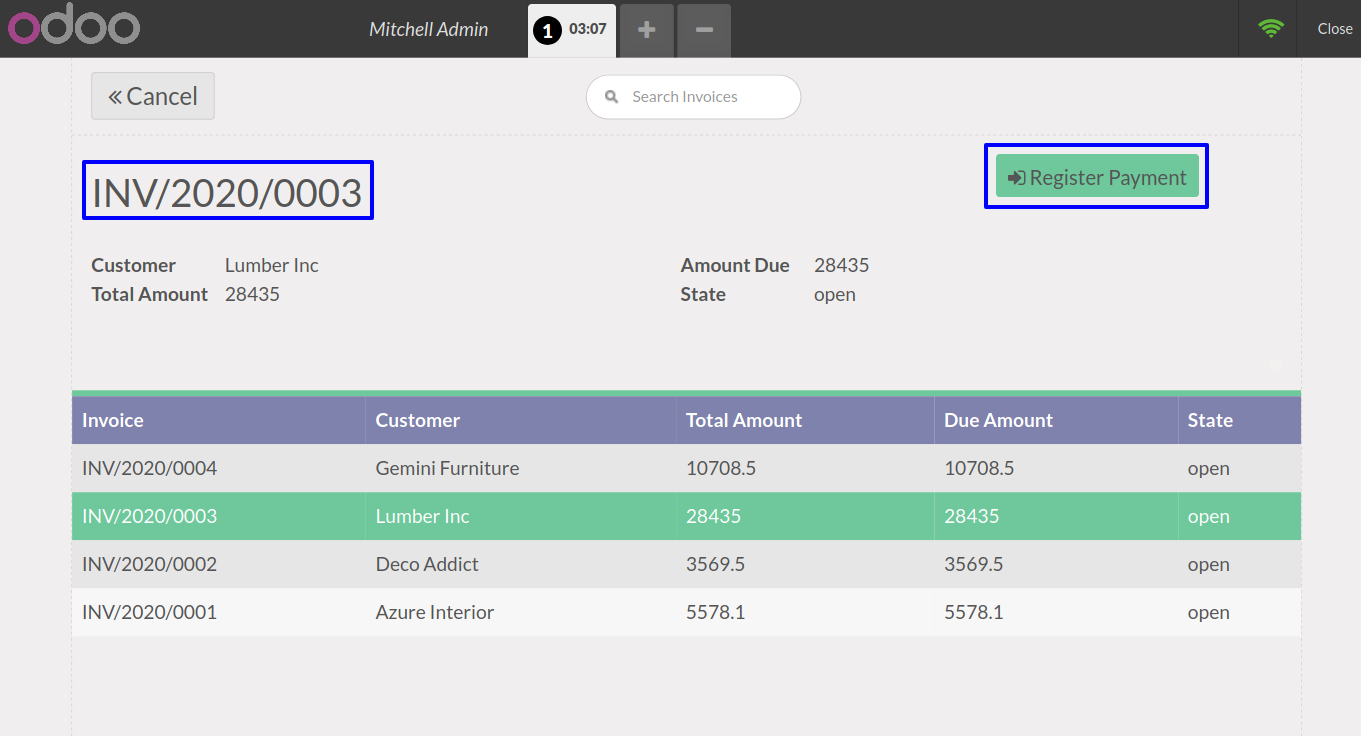 odoo Mitchell Admin 1 03:07 + − Close
« Cancel Search Invoices
INV/2020/0003 Register Payment
Customer Lumber Inc Amount Due 28435
Total Amount 28435 State open
Invoice Customer Total Amount Due Amount State
INV/2020/0004 Gemini Furniture 10708.5 10708.5 open
INV/2020/0003 Lumber Inc 28435 28435 open
INV/2020/0002 Deco Addict 3569.5 3569.5 open
INV/2020/0001 Azure Interior 5578.1 5578.1 open